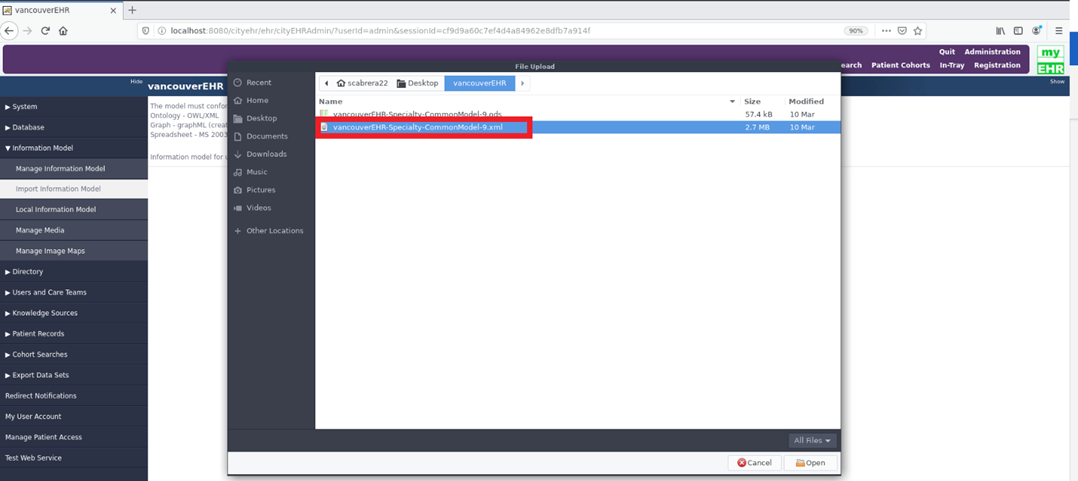 vancouverEHR
localhost:8080/cityehr/ehr/cityEHRAdmin/?userId=admin&sessionId=cf9d9a60c7ef4d4a84962e8dfb7a914f
90%
Quit Administration
earch Patient Cohorts In-Tray Registration
my
EHR
File Upload
Hide
vancouverEHR
Show
The model must confor
Ontology - OWL/XML
Graph - graphML (crea
Spreadsheet - MS 2003
Information model for u
▶ System
▶ Database
▼ Information Model
Manage Information Model
Import Information Model
Local Information Model
Manage Media
Manage Image Maps
▶ Directory
▶ Users and Care Teams
▶ Knowledge Sources
▶ Patient Records
▶ Cohort Searches
▶ Export Data Sets
Redirect Notifications
My User Account
Manage Patient Access
Test Web Service
Recent
Home
Desktop
Documents
Downloads
Music
Pictures
Videos
+ Other Locations
scabrera22 Desktop vancouverEHR
Name Size Modified
vancouverEHR-Specialty-CommonModel-9.ods 57.4 kB 10 Mar
vancouverEHR-Specialty-CommonModel-9.xml 2.7 MB 10 Mar
All Files
Cancel Open